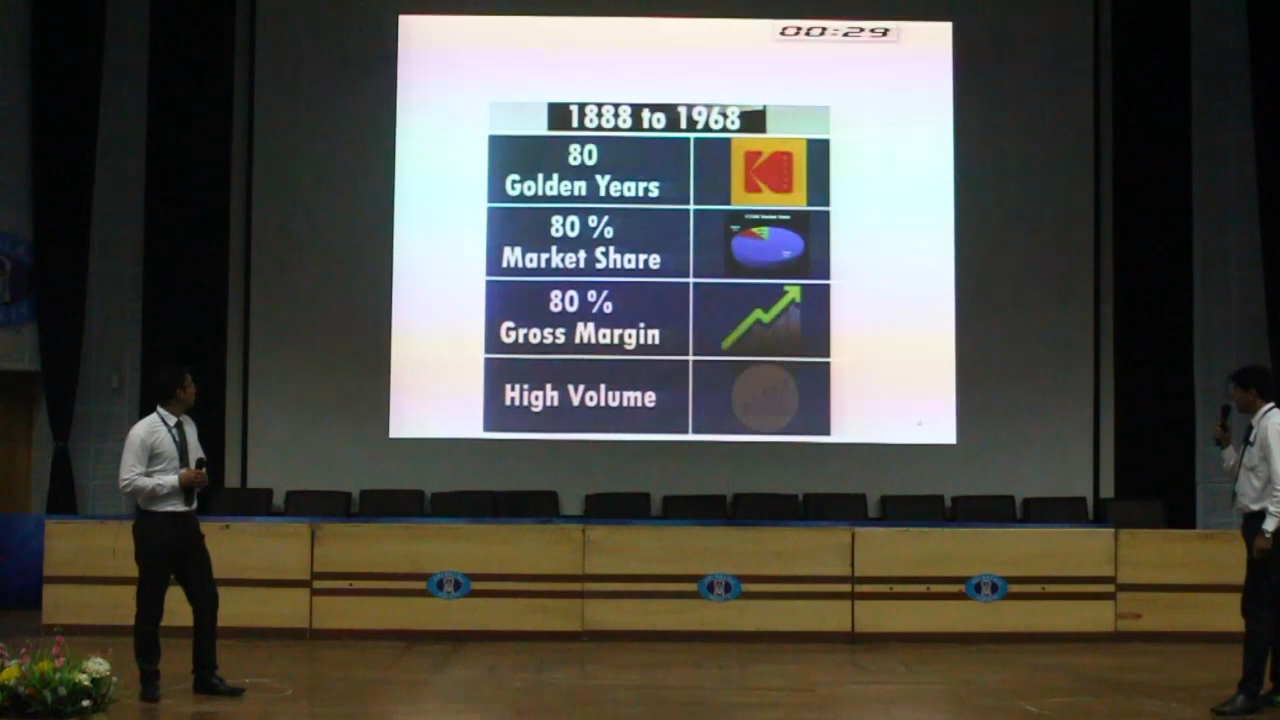 00:29
1888 to 1968
80
Golden Years
80 %
Market Share
80 %
Gross Margin
High Volume